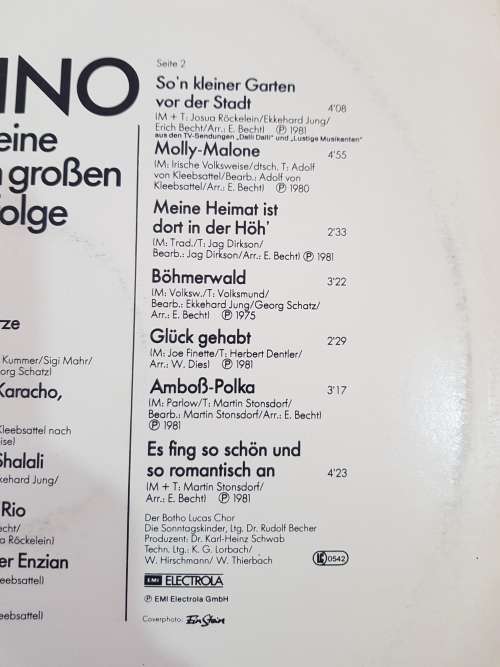 INO
eine
großen
olge
rze
Kummer/Sigi Mahr/
org Schatz)
Karacho,
Kleebsattel nach
eise)
Shalali
kehard Jung/
Rio
echt/
a Röckelein)
er Enzian
eebsattel)
eebsattel)
Seite 2
So'n kleiner Garten
vor der Stadt 4'08
(M + T: Josua Röckelein/Ekkehard Jung/
Erich Becht/Arr.: E. Becht) Ⓟ 1981
aus den TV-Sendungen „Dalli Dalli" und „Lustige Musikanten"
Molly-Malone 4'55
(M: Irische Volksweise/dtsch. T: Adolf
von Kleebsattel/Bearb.: Adolf von
Kleebsattel/Arr.: E. Becht) Ⓟ 1980
Meine Heimat ist
dort in der Höh' 2'33
(M: Trad./T: Jag Dirkson/
Bearb.: Jag Dirkson/Arr.: E. Becht) Ⓟ 1981
Böhmerwald 3'22
(M: Volksw./T: Volksmund/
Bearb.: Ekkehard Jung/Georg Schatz/
Arr.: E. Becht) Ⓟ 1975
Glück gehabt 2'29
(M: Joe Finette/T: Herbert Dentler/
Arr.: W. Dies) Ⓟ 1981
Amboß-Polka 3'17
(M: Parlow/T: Martin Stonsdorf/
Bearb.: Martin Stonsdorf/Arr.: E. Becht)
Ⓟ 1981
Es fing so schön und
so romantisch an 4'23
(M + T: Martin Stonsdorf/
Arr.: E. Becht) Ⓟ 1981
Der Botho Lucas Chor
Die Sonntagskinder, Ltg. Dr. Rudolf Becher
Produzent: Dr. Karl-Heinz Schwab
Techn. Ltg.: K. G. Lorbach/
W. Hirschmann/ W. Thierbach
LC 0542
EMI ELECTROLA
Ⓟ EMI Electrola GmbH
Coverphoto: Ein Stein